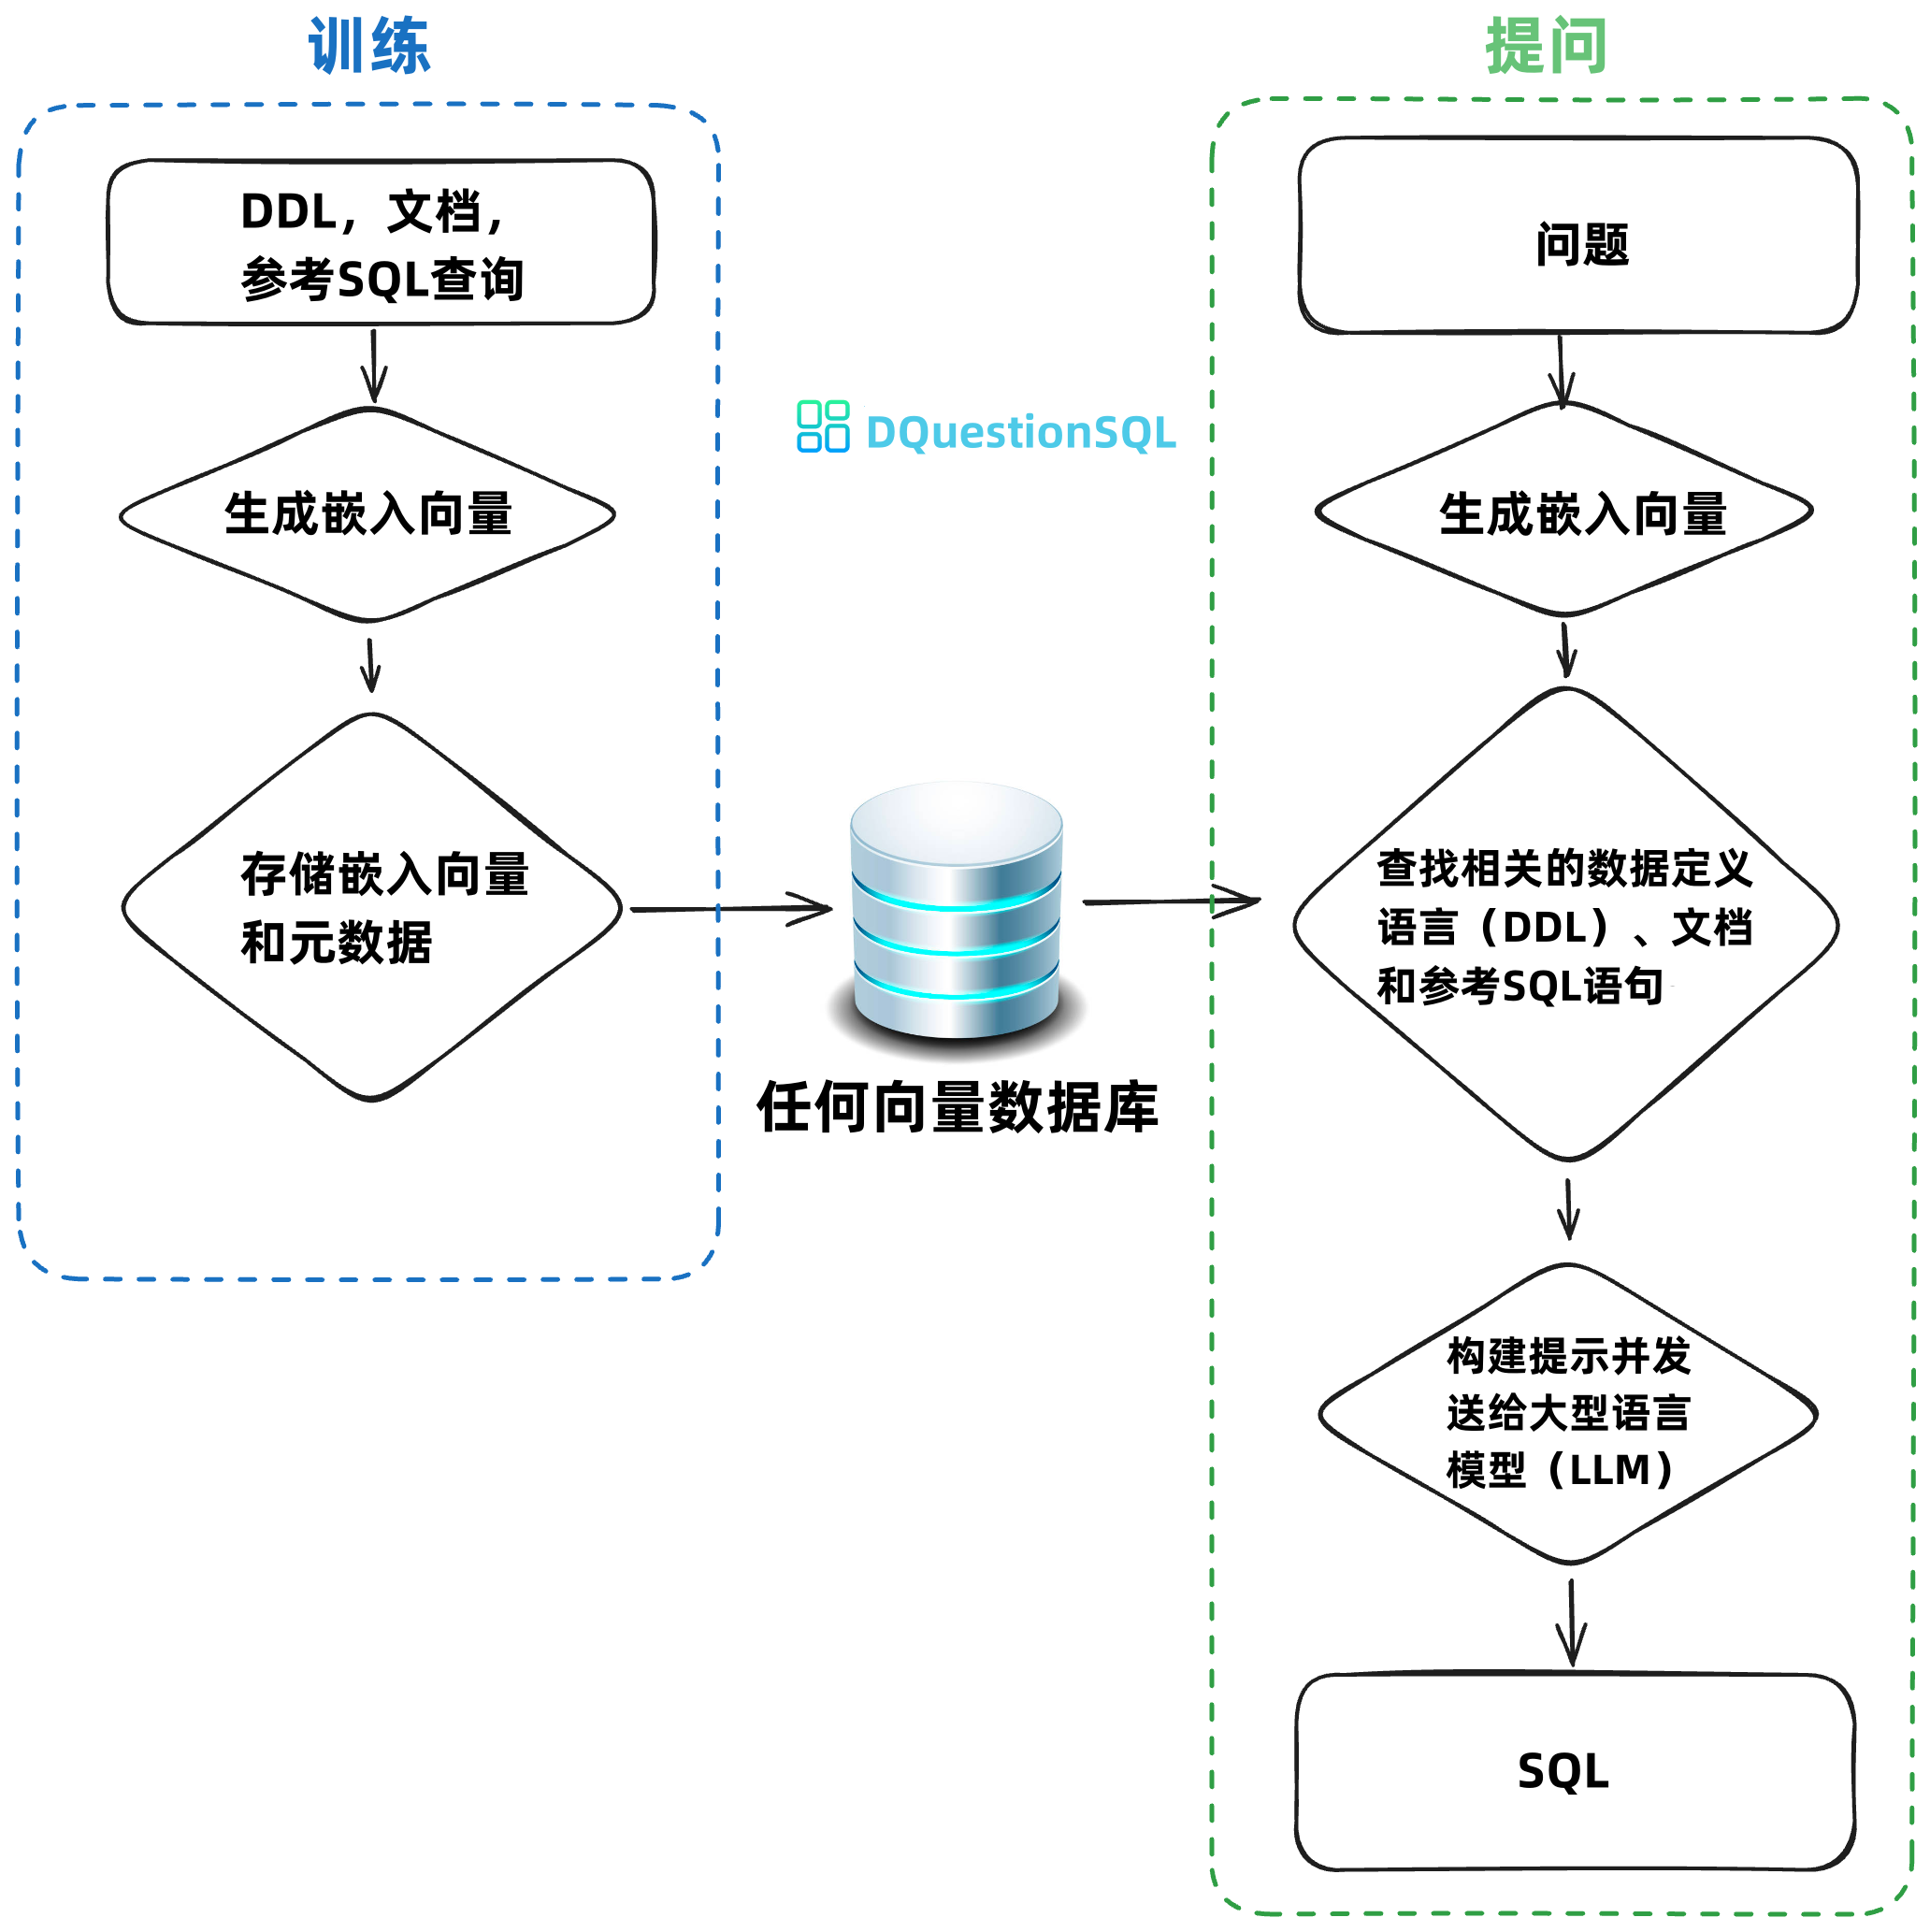 训练
DDL，文档，
参考SQL查询
生成嵌入向量
存储嵌入向量
和元数据
DQuestionSQL
任何向量数据库
提问
问题
生成嵌入向量
查找相关的数据定义
语言（DDL）、文档
和参考SQL语句
构建提示并发
送给大型语言
模型（LLM）
SQL